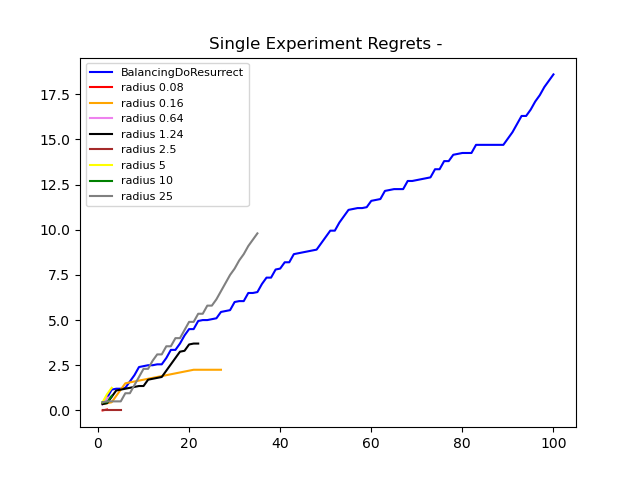 Single Experiment Regrets -
17.5
15.0
12.5
10.0
7.5
5.0
2.5
0.0
BalancingDoResurrect
radius 0.08
radius 0.16
radius 0.64
radius 1.24
radius 2.5
radius 5
radius 10
radius 25
0 20 40 60 80 100